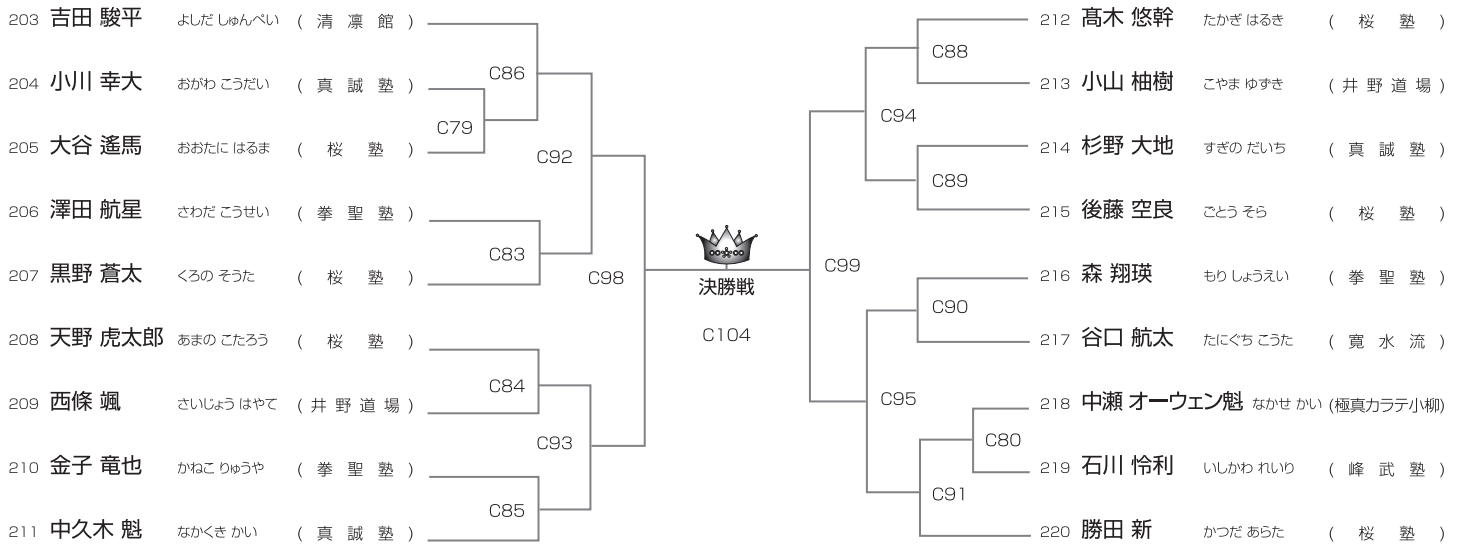 203 吉田 駿平 よしだ しゅんぺい ( 清 凛 館 )
204 小川 幸大 おがわ こうだい ( 真 誠 塾 )
205 大谷 遙馬 おおたに はるま ( 桜 塾 )
206 澤田 航星 さわだ こうせい ( 拳 聖 塾 )
207 黒野 蒼太 くろの そうた ( 桜 塾 )
208 天野 虎太郎 あまの こたろう ( 桜 塾 )
209 西條 颯 さいじょう はやて ( 井 野 道 場 )
210 金子 竜也 かねこ りゅうや ( 拳 聖 塾 )
211 中久木 魁 なかくき かい ( 真 誠 塾 )
C86
C79
C92
C83
C98
C84
C93
C85
決勝戦
C104
C88
C94
C89
C99
C90
C95
C80
C91
212 髙木 悠幹 たかぎ はるき ( 桜 塾 )
213 小山 柚樹 こやま ゆずき ( 井 野 道 場 )
214 杉野 大地 すぎの だいち ( 真 誠 塾 )
215 後藤 空良 ごとう そら ( 桜 塾 )
216 森 翔瑛 もり しょうえい ( 拳 聖 塾 )
217 谷口 航太 たにぐち こうた ( 寛 水 流 )
218 中瀬 オーウェン魁 なかせ かい (極真カラテ小柳)
219 石川 怜利 いしかわ れいり ( 峰 武 塾 )
220 勝田 新 かつだ あらた ( 桜 塾 )